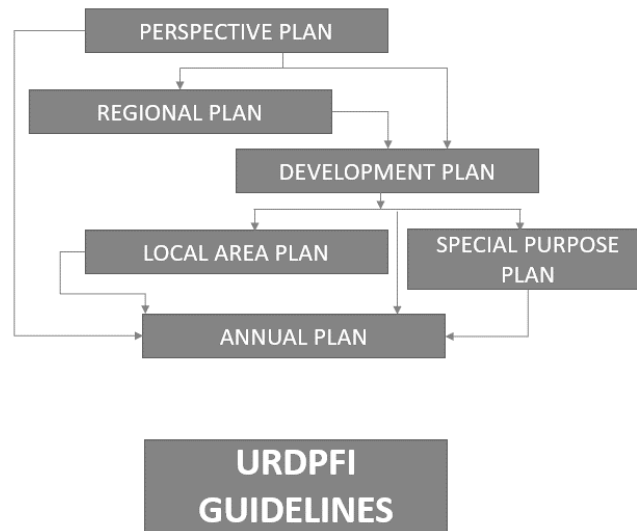 PERSPECTIVE PLAN
REGIONAL PLAN
DEVELOPMENT PLAN
LOCAL AREA PLAN
SPECIAL PURPOSE
PLAN
ANNUAL PLAN
URDPFI
GUIDELINES